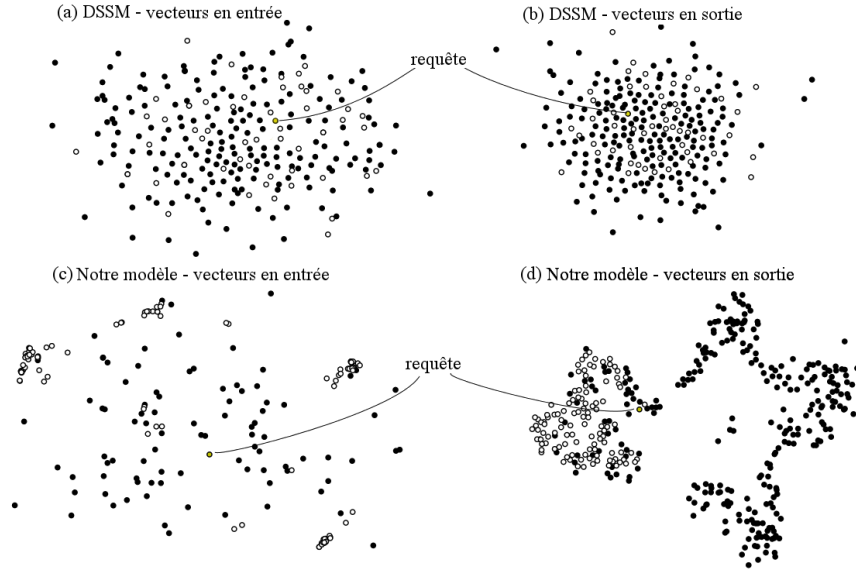 (a) DSSM - vecteurs en entrée
(b) DSSM - vecteurs en sortie
requête
(c) Notre modèle - vecteurs en entrée
(d) Notre modèle - vecteurs en sortie
requête